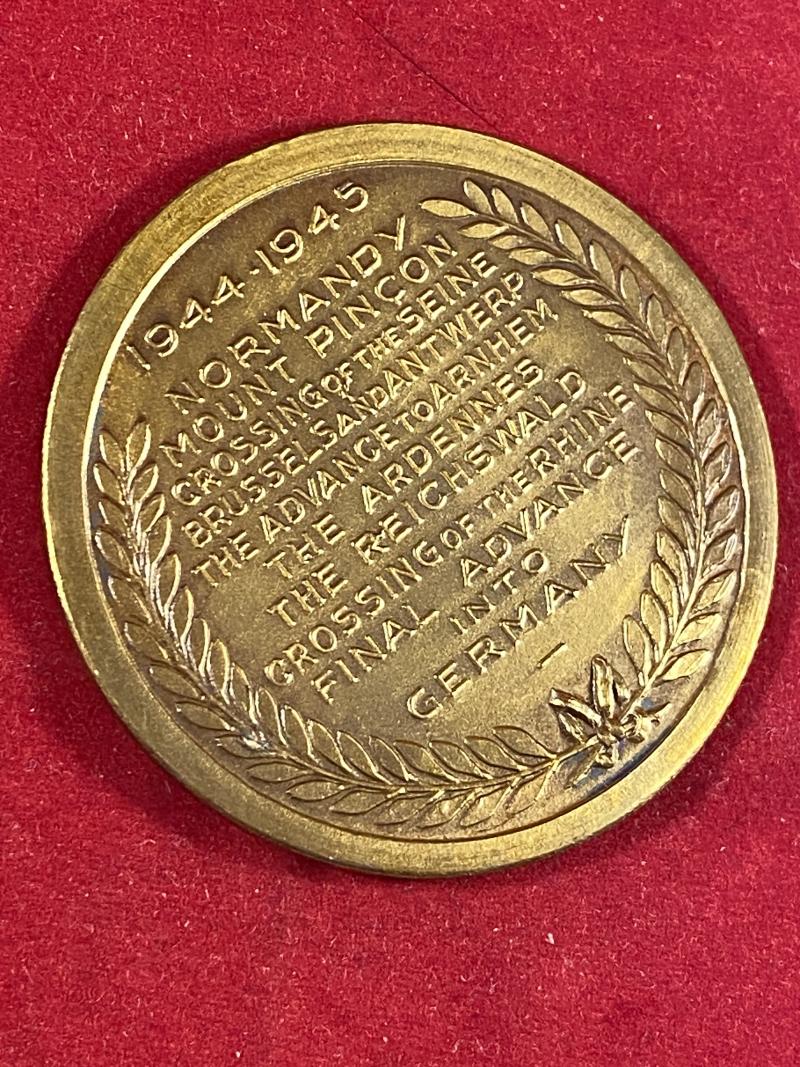 1944·1945
NORMANDY
MOUNT PINÇON
CROSSING OF THE SEINE
BRUSSELS AND ANTWERP
THE ADVANCE TO ARNHEM
THE ARDENNES
THE REICHSWALD
CROSSING OF THE RHINE
FINAL ADVANCE
INTO
GERMANY